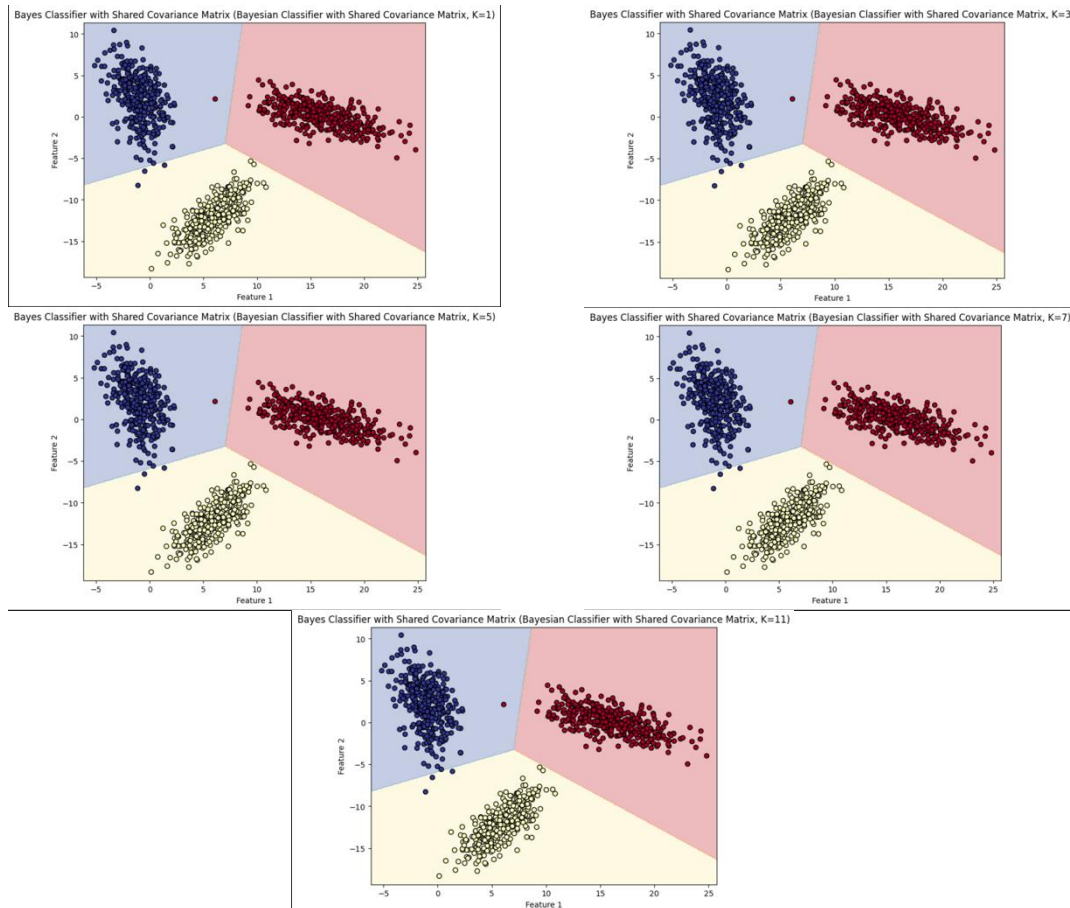 Bayes Classifier with Shared Covariance Matrix (Bayesian Classifier with Shared Covariance Matrix, K=1)
10
5
0
−5
−10
−15
Feature 2
−5 0 5 10 15 20 25
Feature 1
Bayes Classifier with Shared Covariance Matrix (Bayesian Classifier with Shared Covariance Matrix, K=3
10
5
0
−5
−10
−15
Feature 2
−5 0 5 10 15 20 25
Feature 1
Bayes Classifier with Shared Covariance Matrix (Bayesian Classifier with Shared Covariance Matrix, K=5)
10
5
0
−5
−10
−15
Feature 2
−5 0 5 10 15 20 25
Feature 1
Bayes Classifier with Shared Covariance Matrix (Bayesian Classifier with Shared Covariance Matrix, K=7)
10
5
0
−5
−10
−15
Feature 2
−5 0 5 10 15 20 25
Feature 1
Bayes Classifier with Shared Covariance Matrix (Bayesian Classifier with Shared Covariance Matrix, K=11)
10
5
0
−5
−10
−15
Feature 2
−5 0 5 10 15 20 25
Feature 1